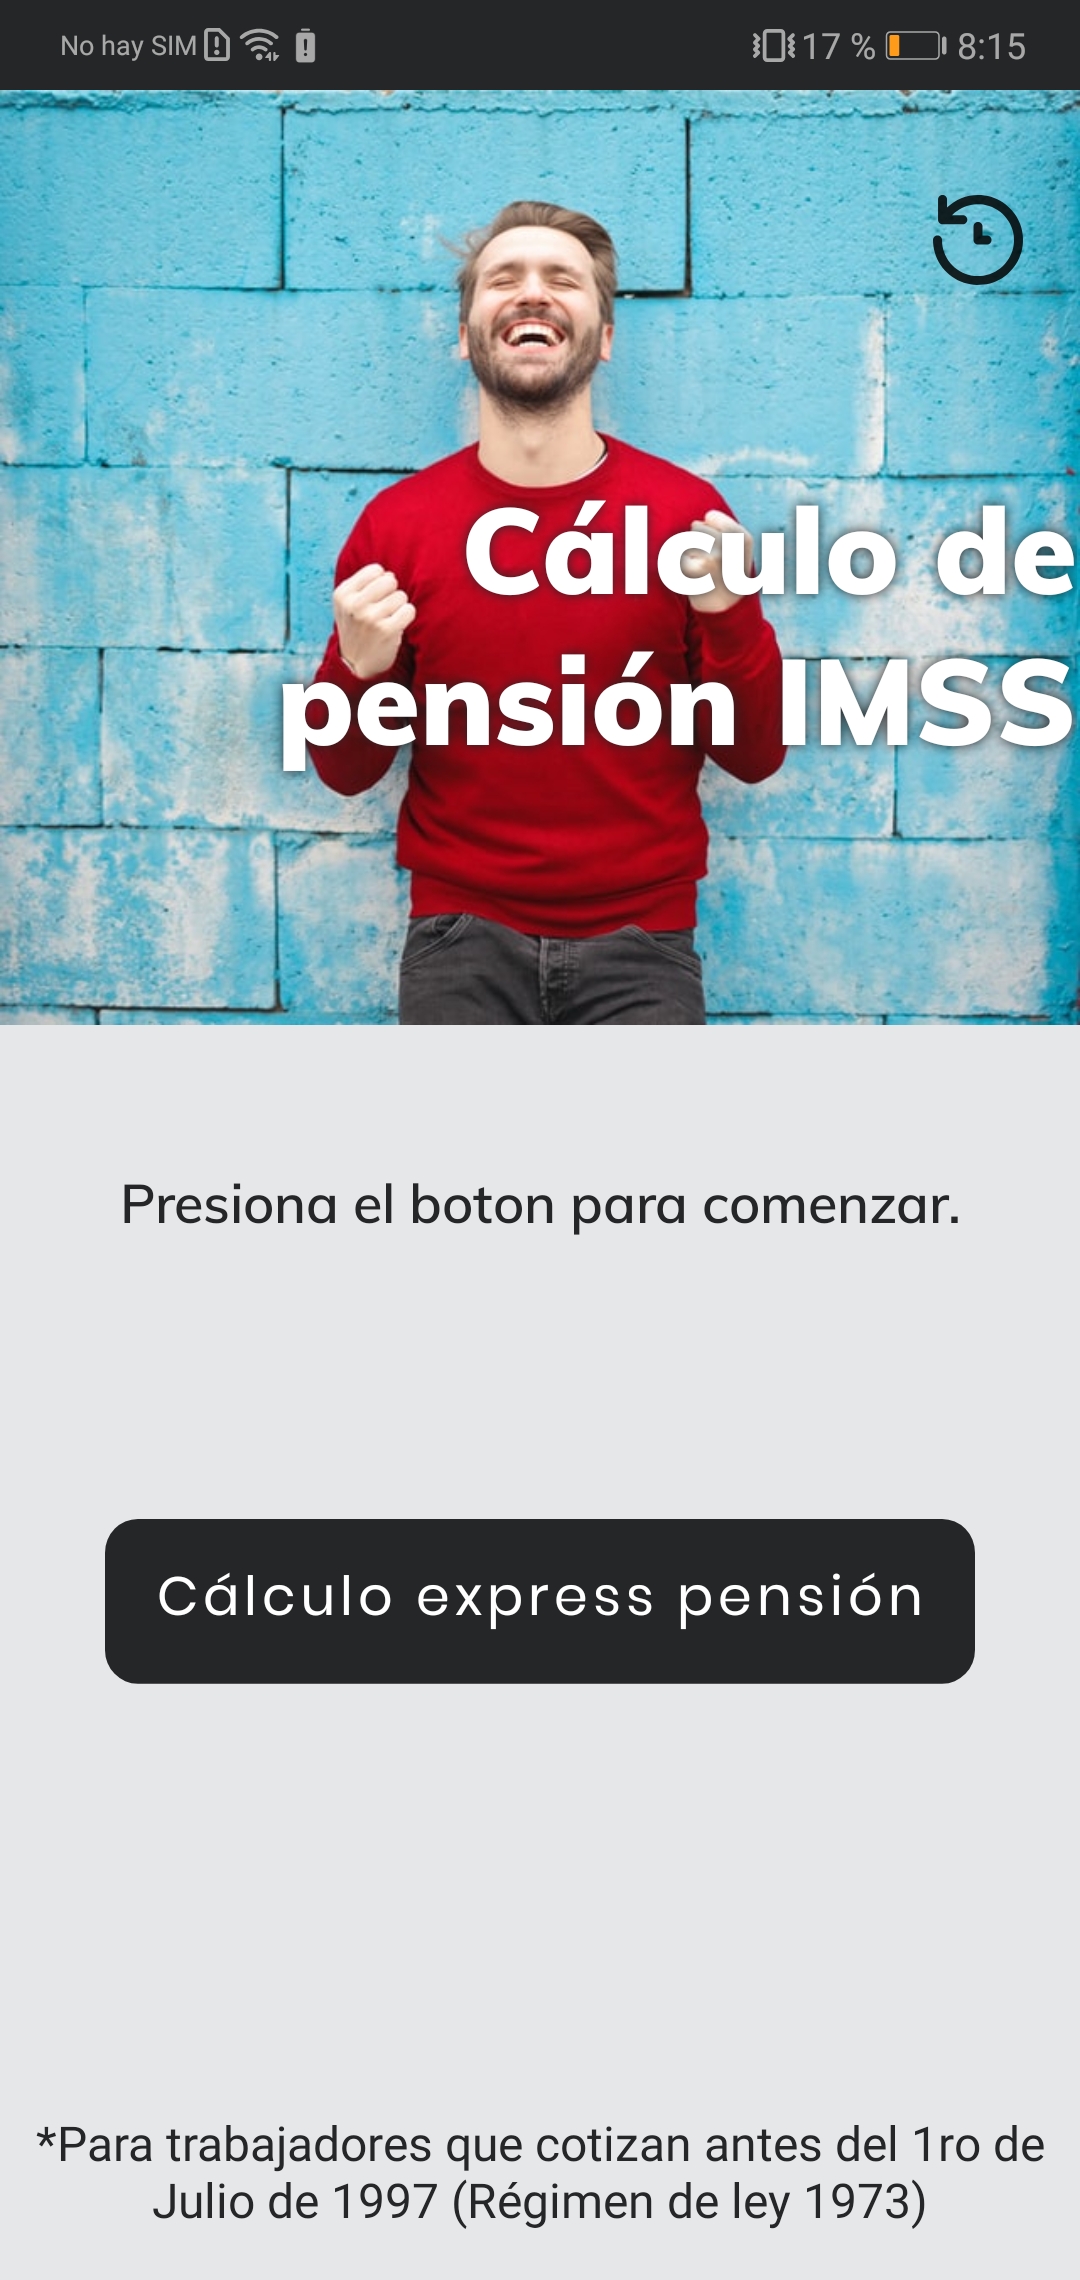 No hay SIM 17 % 8:15
Cálculo de
pensión IMSS
Presiona el boton para comenzar.
Cálculo express pensión
*Para trabajadores que cotizan antes del 1ro de
Julio de 1997 (Régimen de ley 1973)